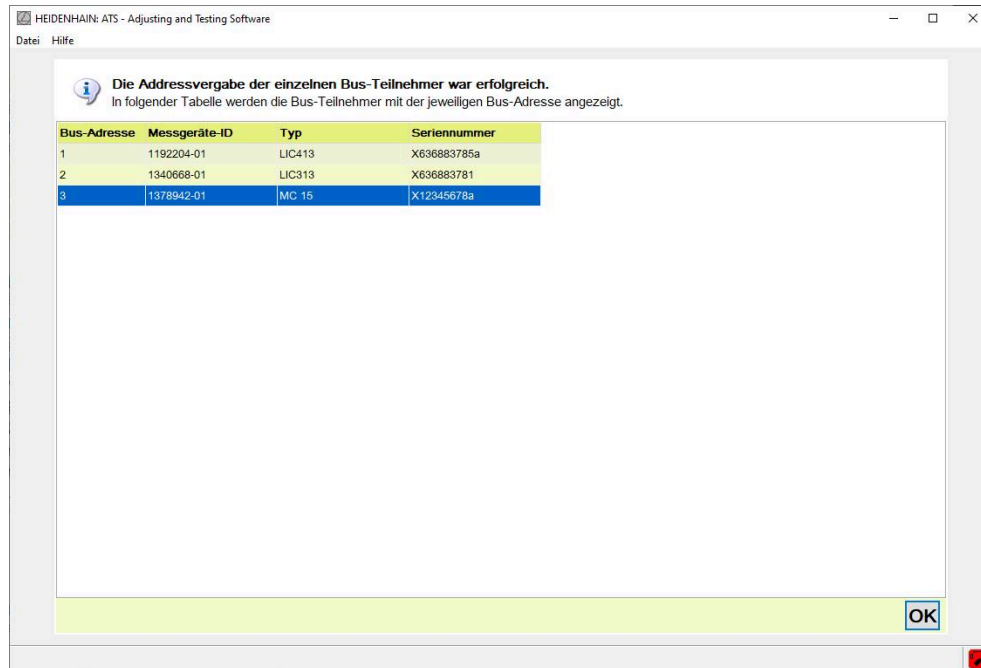 HEIDENHAIN: ATS - Adjusting and Testing Software
Datei Hilfe
Die Addressvergabe der einzelnen Bus-Teilnehmer war erfolgreich.
In folgender Tabelle werden die Bus-Teilnehmer mit der jeweiligen Bus-Adresse angezeigt.
Bus-Adresse Messgeräte-ID Typ Seriennummer
1 1192204-01 LIC413 X636883785a
2 1340668-01 LIC313 X636883781
3 1378942-01 MC 15 X12345678a
OK